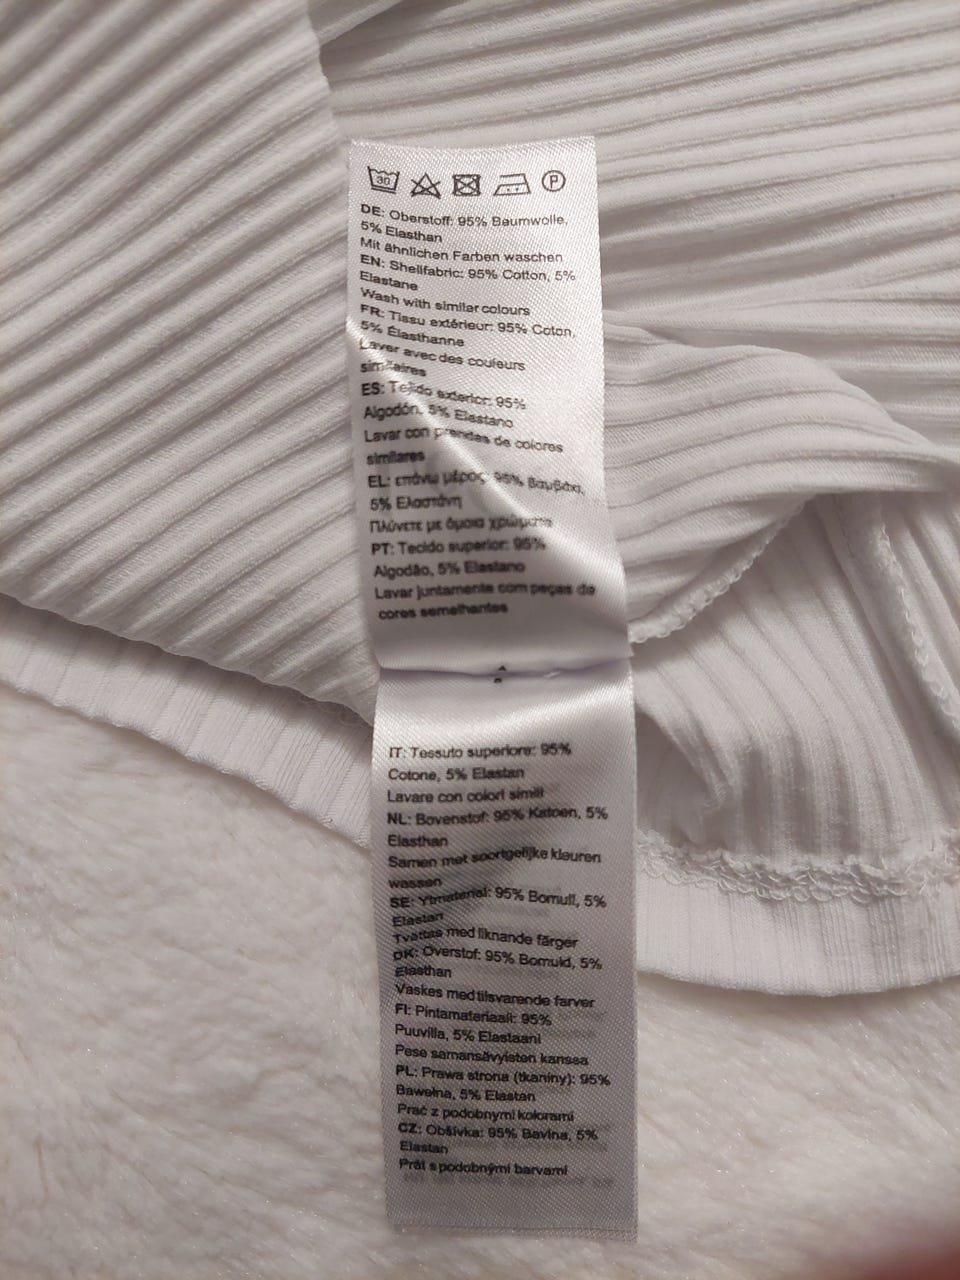 30 P
DE: Oberstoff: 95% Baumwolle,
5% Elasthan
Mit ähnlichen Farben waschen
EN: Shellfabric: 95% Cotton, 5%
Elastane
Wash with similar colours
FR: Tissu extérieur: 95% Coton,
5% Élasthanne
Laver avec des couleurs
similaires
ES: Tejido exterior: 95%
Algodón, 5% Elastano
Lavar con prendas de colores
similares
EL: επάνω μέρος: 95% βαμβάκι,
5% Ελαστάνη
Πλύνετε με όμοια χρώματα
PT: Tecido superior: 95%
Algodão, 5% Elastano
Lavar juntamente com peças de
cores semelhantes
IT: Tessuto superiore: 95%
Cotone, 5% Elastan
Lavare con colori simili
NL: Bovenstof: 95% Katoen, 5%
Elasthan
Samen met soortgelijke kleuren
wassen
SE: Ytmaterial: 95% Bomull, 5%
Elastan
Tvättas med liknande färger
DK: Overstof: 95% Bomuld, 5%
Elasthan
Vaskes med tilsvarende farver
FI: Pintamateriaali: 95%
Puuvilla, 5% Elastaani
Pese samansävyisten kanssa
PL: Prawa strona (tkaniny): 95%
Bawełna, 5% Elastan
Prać z podobnymi kolorami
CZ: Obšívka: 95% Bavlna, 5%
Elastan
Prát s podobnými barvami